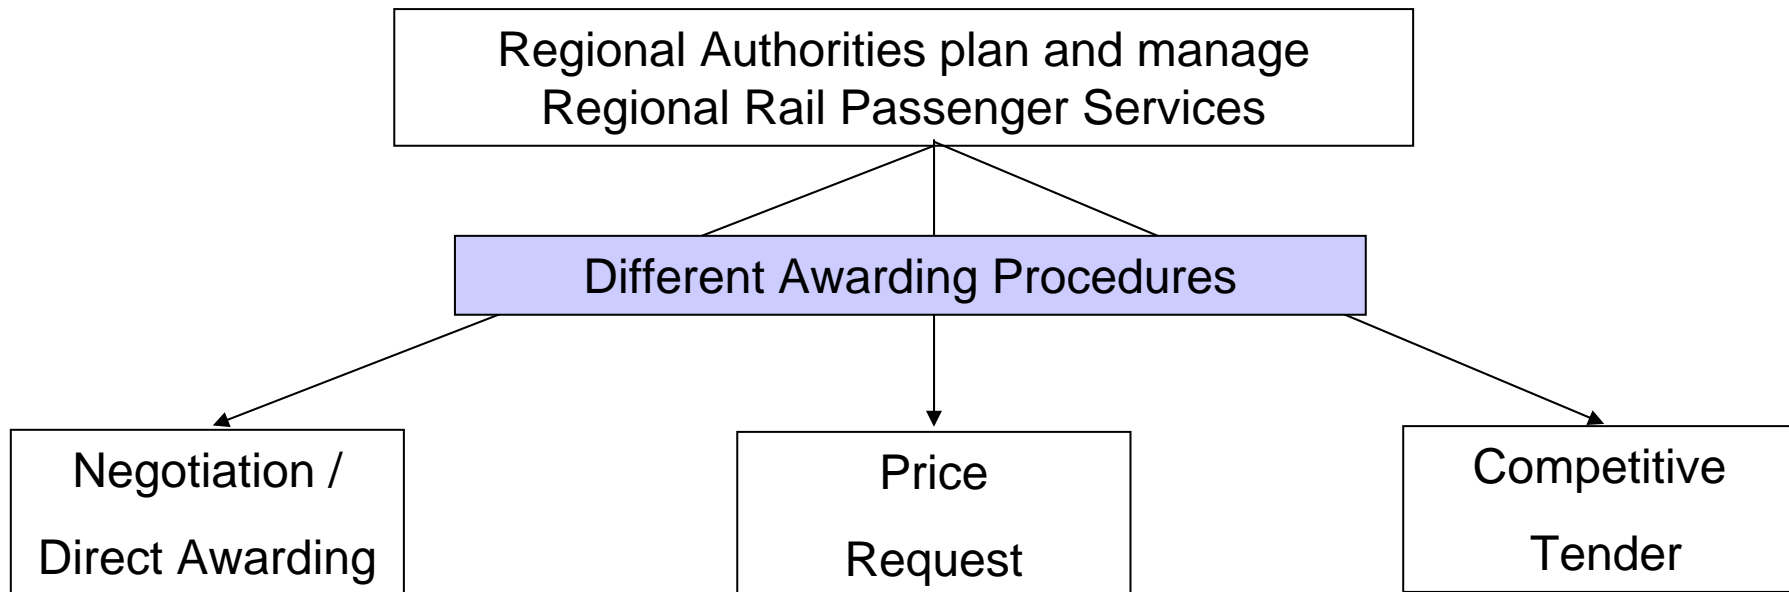 Regional Authorities plan and manage
Regional Rail Passenger Services
Different Awarding Procedures
Negotiation /
Direct Awarding
Price
Request
Competitive
Tender